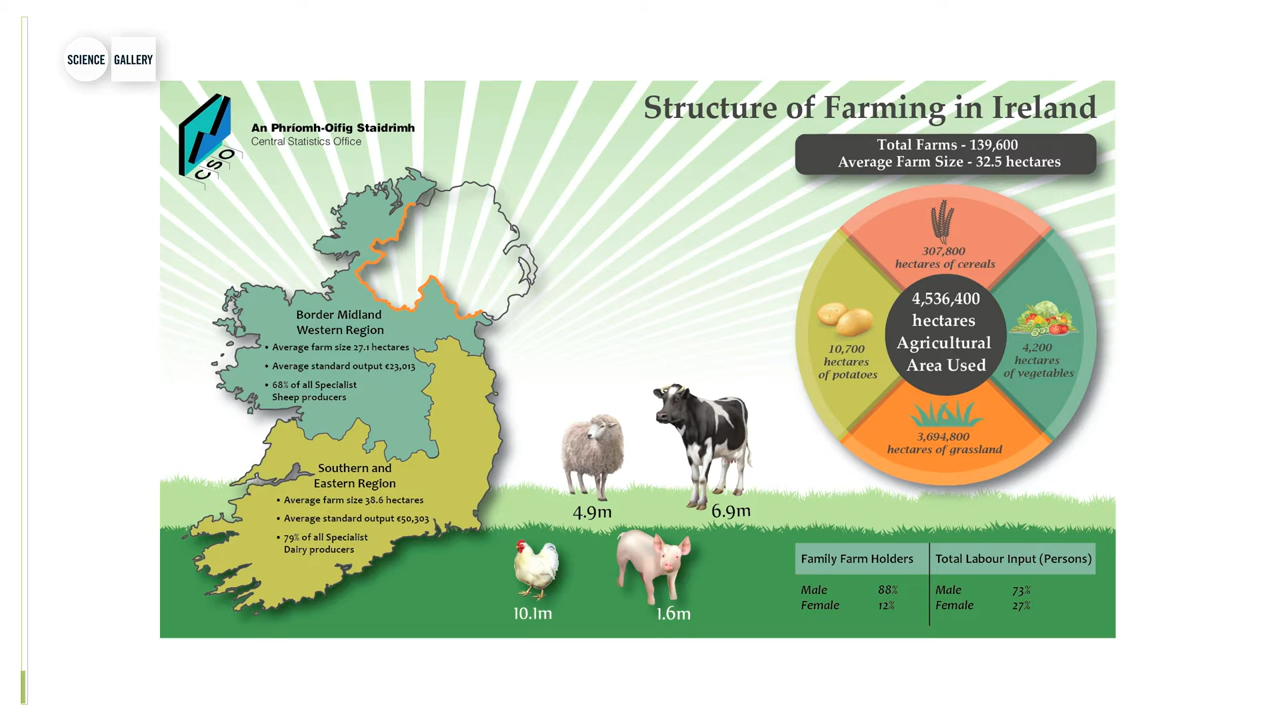 SCIENCE GALLERY
An Phríomh-Oifig Staidrimh
Central Statistics Office
CSO
Structure of Farming in Ireland
Total Farms - 139,600
Average Farm Size - 32.5 hectares
Border Midland
Western Region
• Average farm size 27.1 hectares
• Average standard output €23,013
• 68% of all Specialist
Sheep producers
Southern and
Eastern Region
• Average farm size 38.6 hectares
• Average standard output €50,303
• 79% of all Specialist
Dairy producers
4.9m
6.9m
10.1m
1.6m
307,800
hectares of cereals
10,700
hectares
of potatoes
4,536,400
hectares
Agricultural
Area Used
4,200
hectares
of vegetables
3,694,800
hectares of grassland
Family Farm Holders
Male 88%
Female 12%
Total Labour Input (Persons)
Male 73%
Female 27%